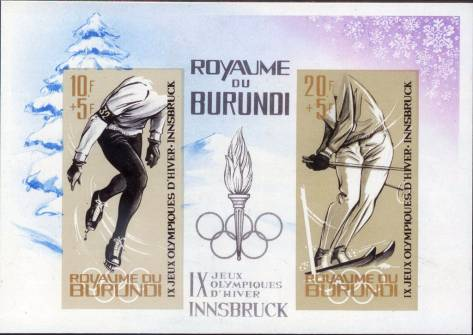 10F
+5F
IX JEUX OLYMPIQUES D'HIVER·INNSBRUCK
ROYAUME DU
BURUNDI
ROYAUME
DU
BURUNDI
IX JEUX
OLYMPIQUES
D'HIVER
INNSBRUCK
20F
+5F
IX JEUX OLYMPIQUES D'HIVER·INNSBRUCK
ROYAUME DU
BURUNDI